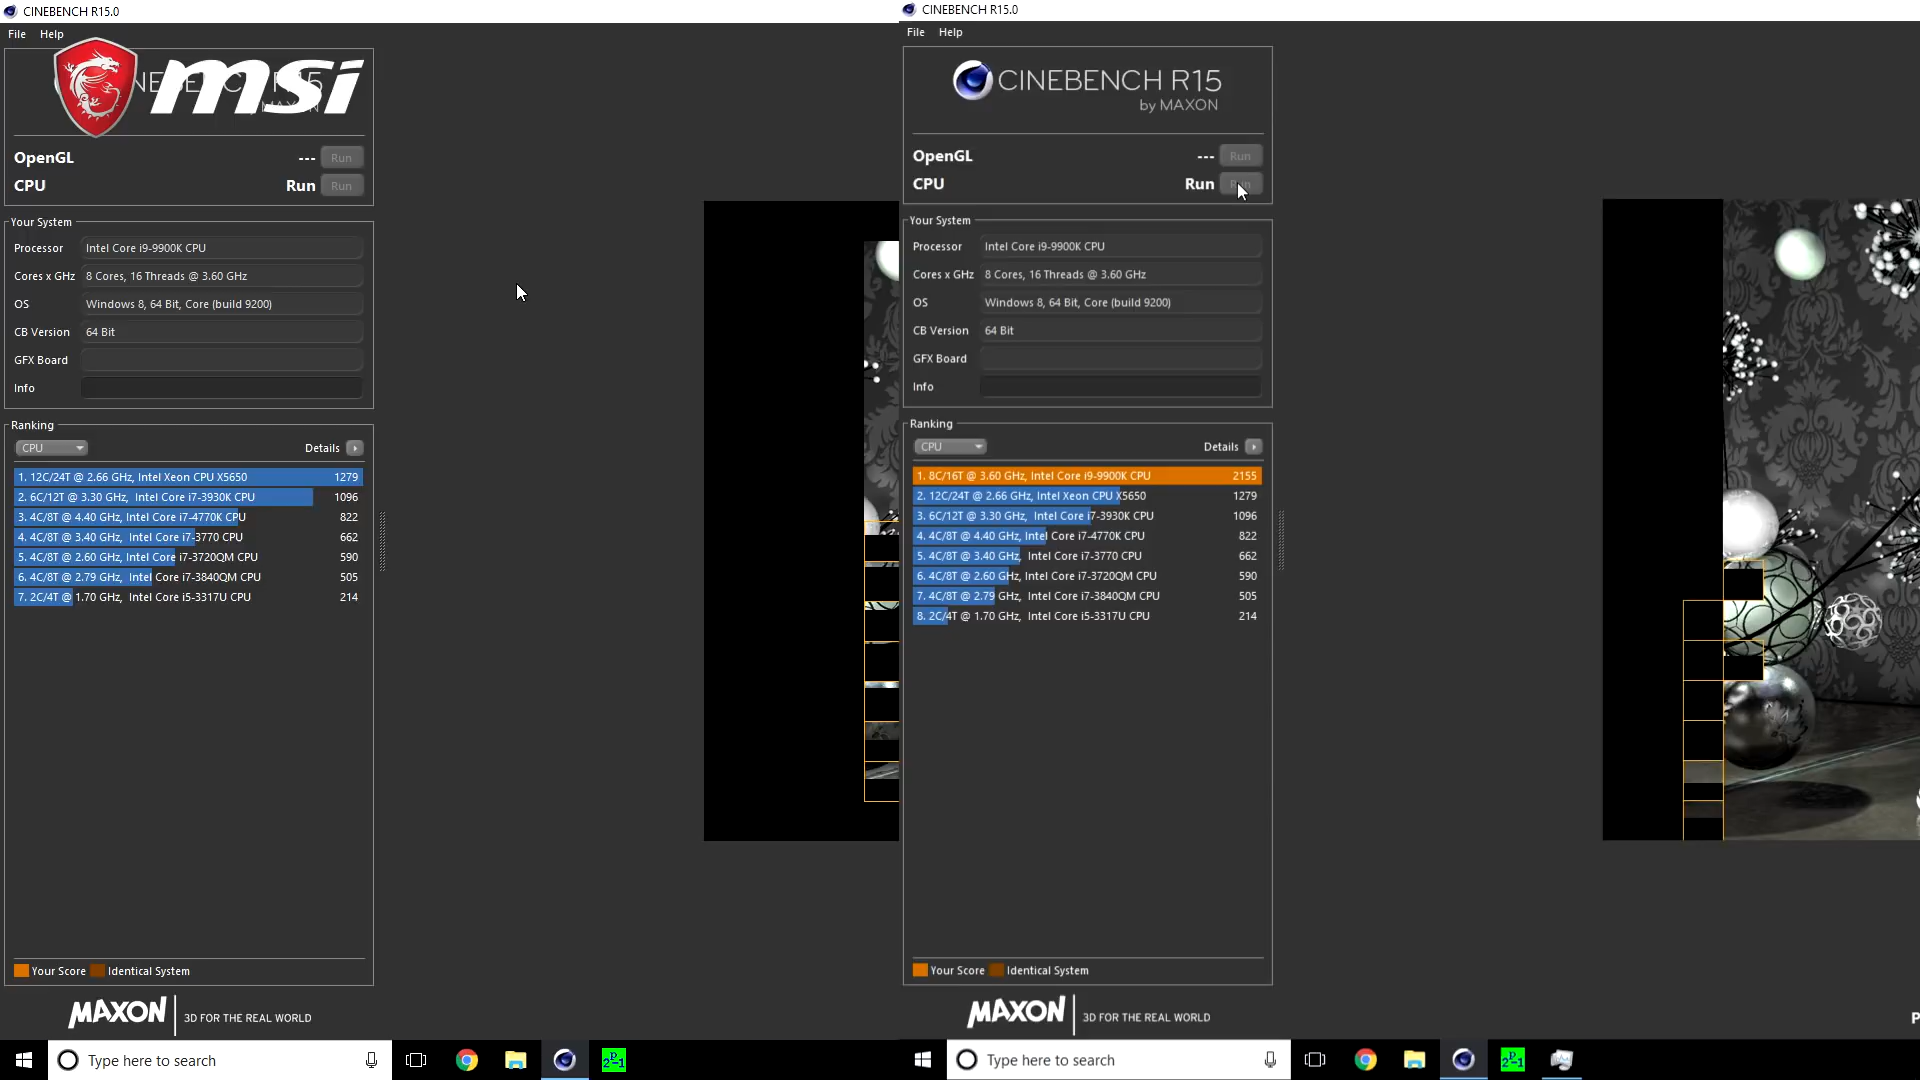 CINEBENCH R15.0
File Help
msi
OpenGL --- Run
CPU Run Run
Your System
Processor Intel Core i9-9900K CPU
Cores x GHz 8 Cores, 16 Threads @ 3.60 GHz
OS Windows 8, 64 Bit, Core (build 9200)
CB Version 64 Bit
GFX Board
Info
Ranking
CPU Details
1. 12C/24T @ 2.66 GHz, Intel Xeon CPU X5650 1279
2. 6C/12T @ 3.30 GHz, Intel Core i7-3930K CPU 1096
3. 4C/8T @ 4.40 GHz, Intel Core i7-4770K CPU 822
4. 4C/8T @ 3.40 GHz, Intel Core i7-3770 CPU 662
5. 4C/8T @ 2.60 GHz, Intel Core i7-3720QM CPU 590
6. 4C/8T @ 2.79 GHz, Intel Core i7-3840QM CPU 505
7. 2C/4T @ 1.70 GHz, Intel Core i5-3317U CPU 214
Your Score Identical System
MAXON 3D FOR THE REAL WORLD
Type here to search
CINEBENCH R15.0
File Help
CINEBENCH R15
by MAXON
OpenGL --- Run
CPU Run
Your System
Processor Intel Core i9-9900K CPU
Cores x GHz 8 Cores, 16 Threads @ 3.60 GHz
OS Windows 8, 64 Bit, Core (build 9200)
CB Version 64 Bit
GFX Board
Info
Ranking
CPU Details
1. 8C/16T @ 3.60 GHz, Intel Core i9-9900K CPU 2155
2. 12C/24T @ 2.66 GHz, Intel Xeon CPU X5650 1279
3. 6C/12T @ 3.30 GHz, Intel Core i7-3930K CPU 1096
4. 4C/8T @ 4.40 GHz, Intel Core i7-4770K CPU 822
5. 4C/8T @ 3.40 GHz, Intel Core i7-3770 CPU 662
6. 4C/8T @ 2.60 GHz, Intel Core i7-3720QM CPU 590
7. 4C/8T @ 2.79 GHz, Intel Core i7-3840QM CPU 505
8. 2C/4T @ 1.70 GHz, Intel Core i5-3317U CPU 214
Your Score Identical System
MAXON 3D FOR THE REAL WORLD
Type here to search